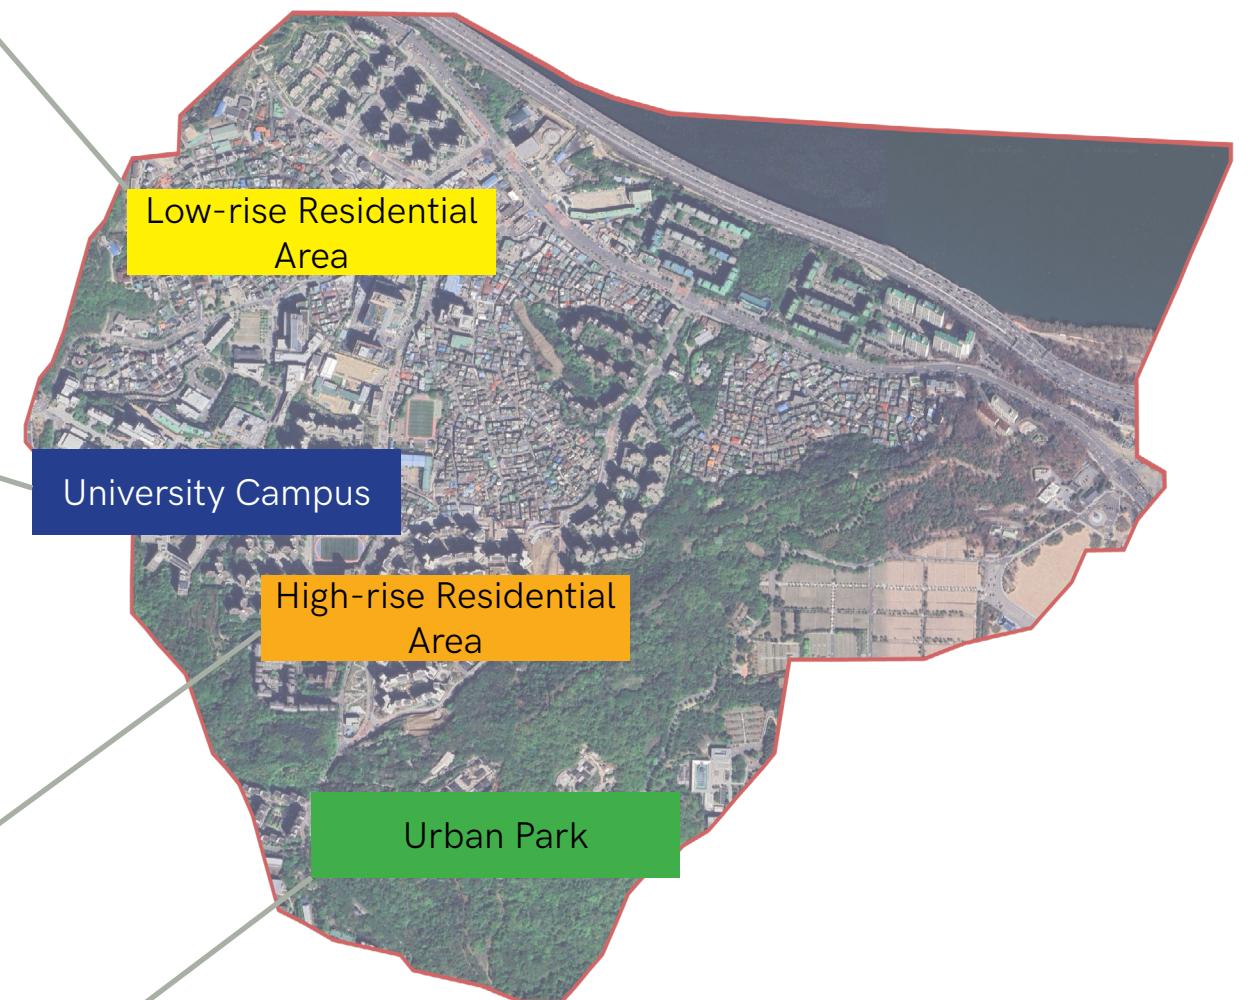 Low-rise Residential
Area
University Campus
High-rise Residential
Area
Urban Park